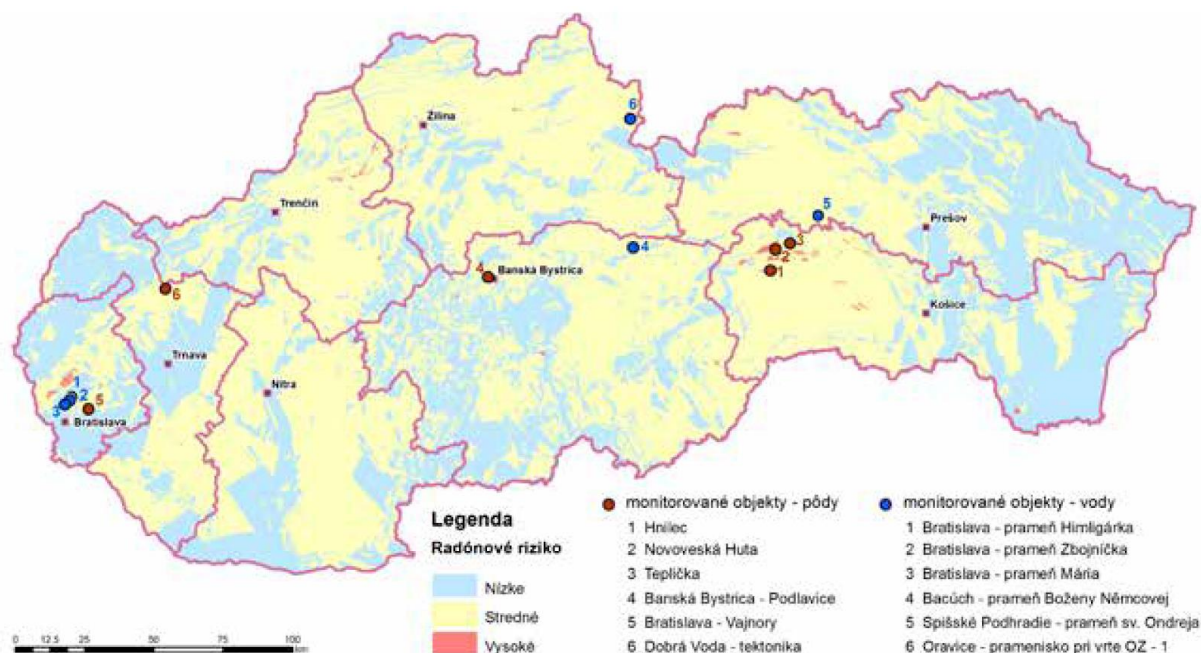 6
Žilina
Trenčín
5
Prešov
3
2
1
4
4
Banská Bystrica
Košice
6
Trnava
Nitra
1
2
3
5
Bratislava
Legenda
Radónové riziko
Nízke
Stredné
Vysoké
monitorované objekty - pôdy
1 Hnilec
2 Novoveská Huta
3 Teplička
4 Banská Bystrica - Podlavice
5 Bratislava - Vajnory
6 Dobrá Voda - tektonika
monitorované objekty - vody
1 Bratislava - prameň Himligárka
2 Bratislava - prameň Zbojníčka
3 Bratislava - prameň Mária
4 Bacúch - prameň Boženy Němcovej
5 Spišské Podhradie - prameň sv. Ondreja
6 Oravice - pramenisko pri vrte OZ - 1
0 12.5 25 50 75 100
km